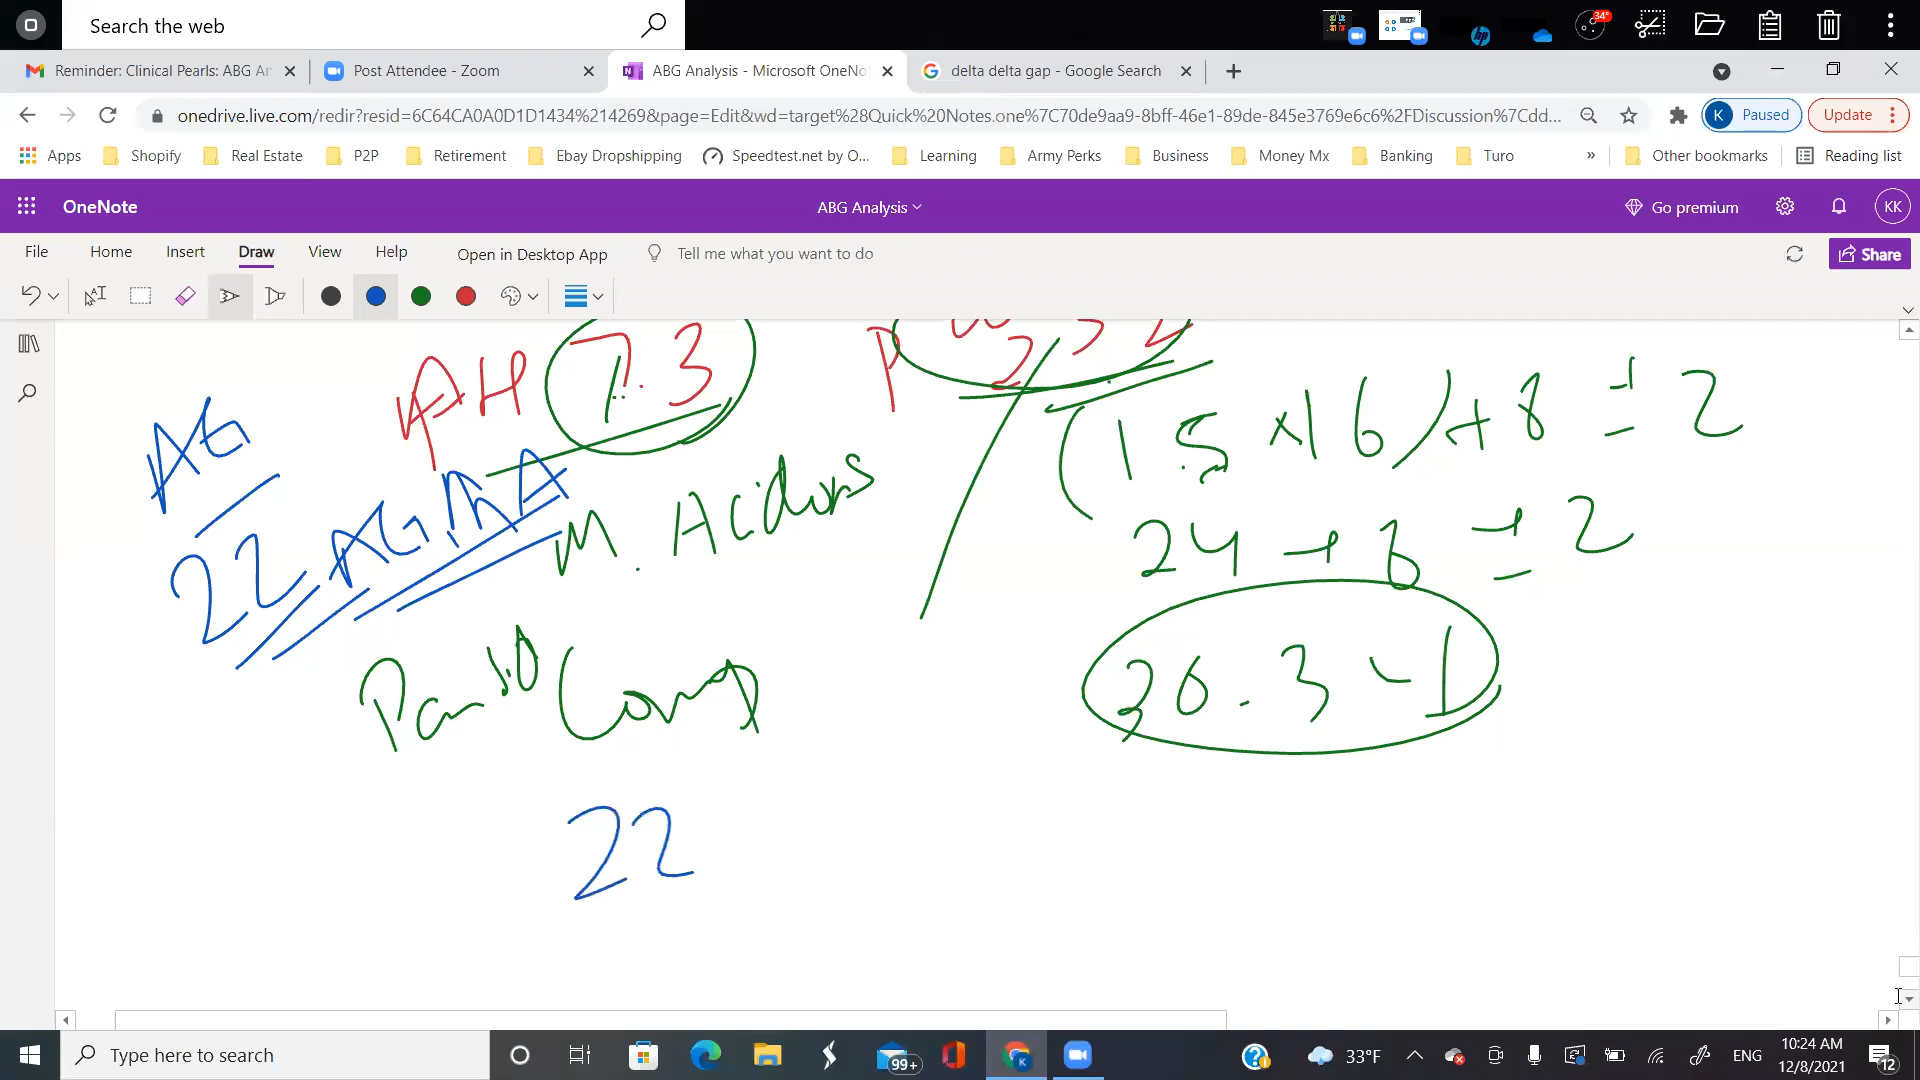 Search the web
34°
Reminder: Clinical Pearls: ABG An
Post Attendee - Zoom
ABG Analysis - Microsoft OneNo
delta delta gap - Google Search
onedrive.live.com/redir?resid=6C64CA0A0D1D1434%214269&page=Edit&wd=target%28Quick%20Notes.one%7C70de9aa9-8bff-46e1-89de-845e3769e6c6%2FDiscussion%7Cdd...
K Paused
Update
Apps Shopify Real Estate P2P Retirement Ebay Dropshipping Speedtest.net by O... Learning Army Perks Business Money Mx Banking Turo » Other bookmarks Reading list
OneNote
ABG Analysis
Go premium
KK
File Home Insert Draw View Help Open in Desktop App Tell me what you want to do
Share
AH 7.3
(1.5 x 16) + 8 ± 2
AG
22 AGMA
M. Acidosis
24 + 8 ± 2
Comp
22
Type here to search
99+
33°F
ENG
10:24 AM
12/8/2021
12